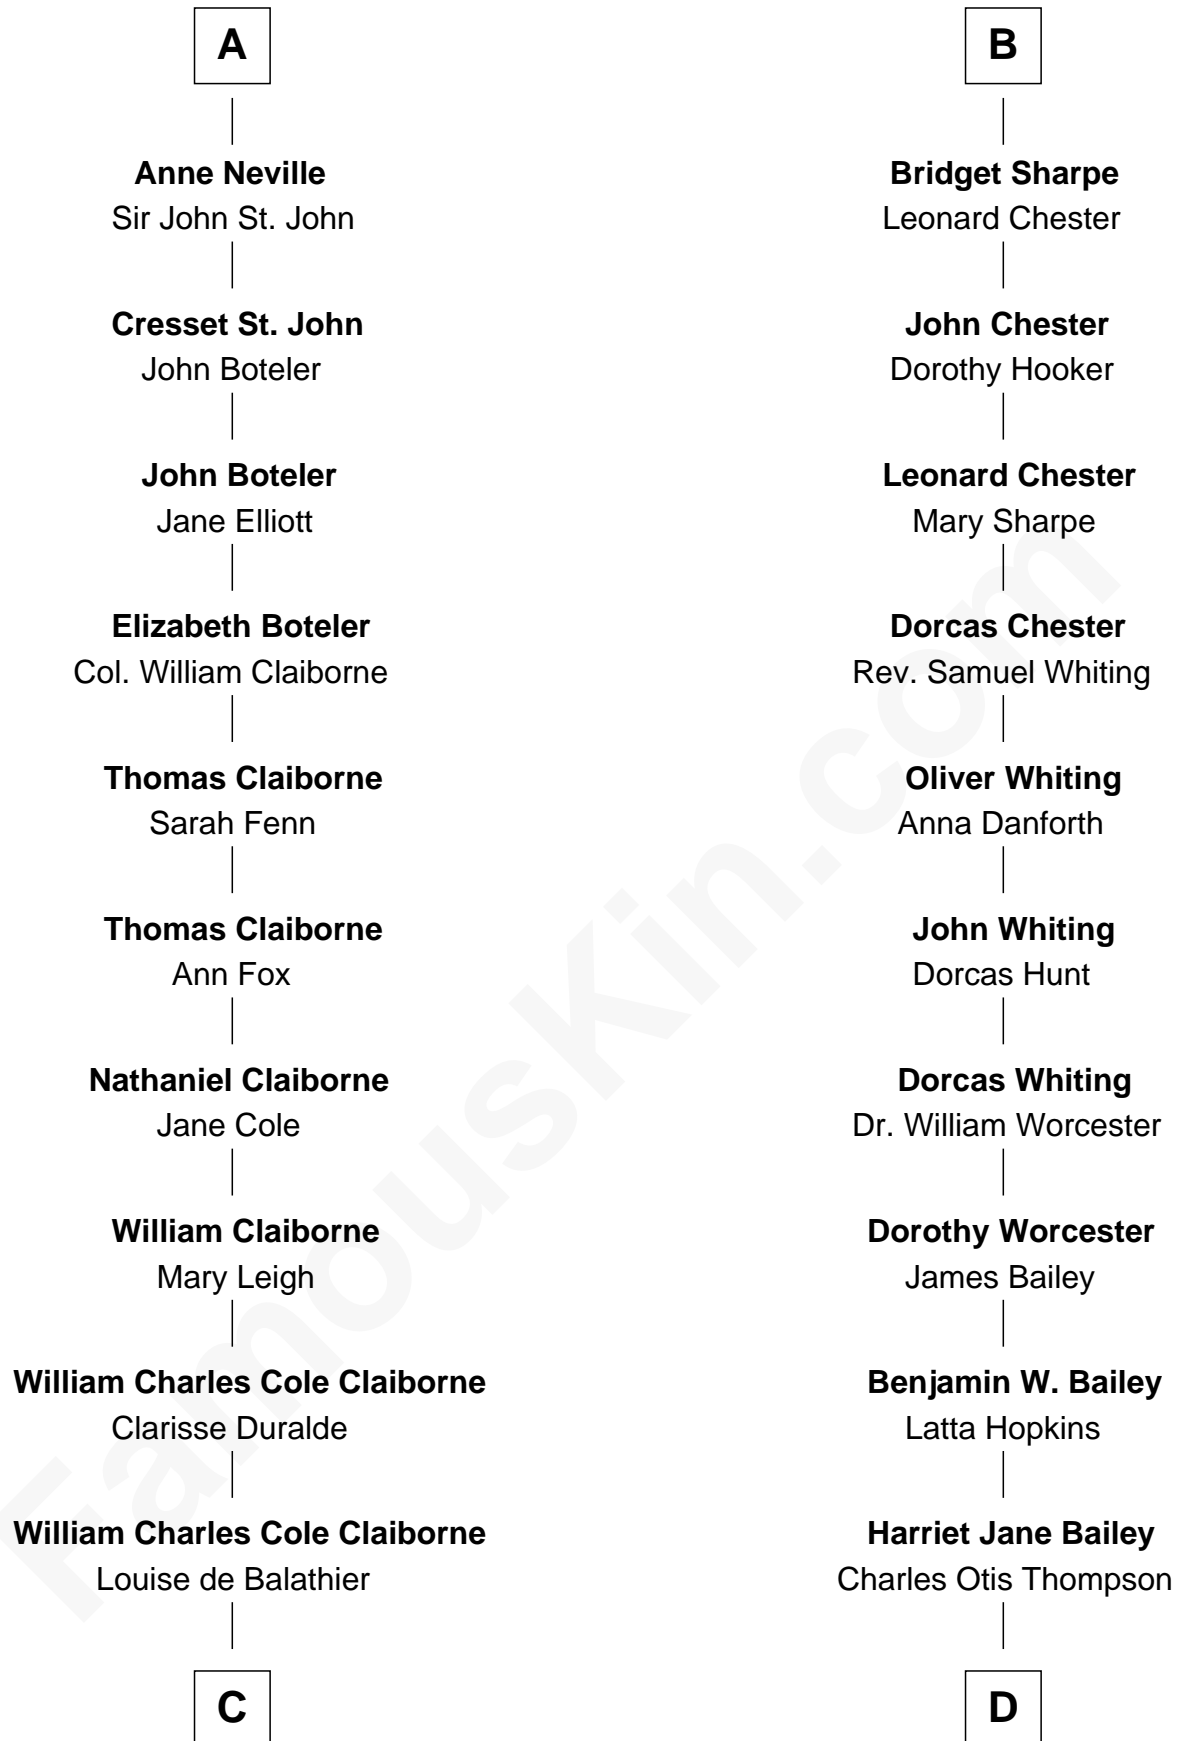 A
Anne Neville
Sir John St. John
Cresset St. John
John Boteler
John Boteler
Jane Elliott
Elizabeth Boteler
Col. William Claiborne
Thomas Claiborne
Sarah Fenn
Thomas Claiborne
Ann Fox
Nathaniel Claiborne
Jane Cole
William Claiborne
Mary Leigh
William Charles Cole Claiborne
Clarisse Duralde
William Charles Cole Claiborne
Louise de Balathier
C
B
Bridget Sharpe
Leonard Chester
John Chester
Dorothy Hooker
Leonard Chester
Mary Sharpe
Dorcas Chester
Rev. Samuel Whiting
Oliver Whiting
Anna Danforth
John Whiting
Dorcas Hunt
Dorcas Whiting
Dr. William Worcester
Dorothy Worcester
James Bailey
Benjamin W. Bailey
Latta Hopkins
Harriet Jane Bailey
Charles Otis Thompson
D
FamousKin.com